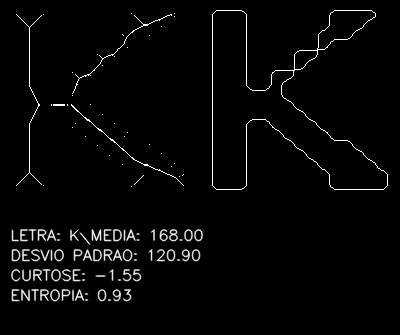 K K
LETRA: K\MEDIA: 168.00
DESVIO PADRAO: 120.90
CURTOSE: -1.55
ENTROPIA: 0.93